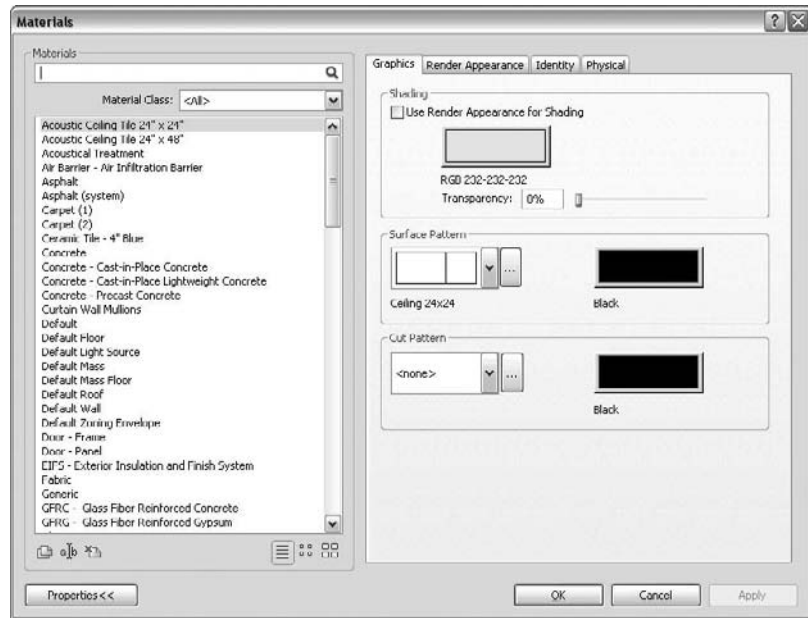 Materials
Materials
Material Class: <All>
Acoustic Ceiling Tile 24" x 24"
Acoustic Ceiling Tile 24" x 48"
Acoustical Treatment
Air Barrier - Air Infiltration Barrier
Asphalt
Asphalt (system)
Carpet (1)
Carpet (2)
Ceramic Tile - 4" Blue
Concrete
Concrete - Cast-in-Place Concrete
Concrete - Cast-in-Place Lightweight Concrete
Concrete - Precast Concrete
Curtain Wall Mullions
Default
Default Floor
Default Light Source
Default Mass
Default Mass Floor
Default Roof
Default Wall
Default Zoning Envelope
Door - Frame
Door - Panel
EIFS - Exterior Insulation and Finish System
Fabric
Generic
GFRC - Glass Fiber Reinforced Concrete
GFRG - Glass Fiber Reinforced Gypsum
Properties<<
Graphics Render Appearance Identity Physical
Shading
Use Render Appearance for Shading
RGB 232-232-232
Transparency: 0%
Surface Pattern
...
Ceiling 24x24 Black
Cut Pattern
<none> ...
Black
OK Cancel Apply